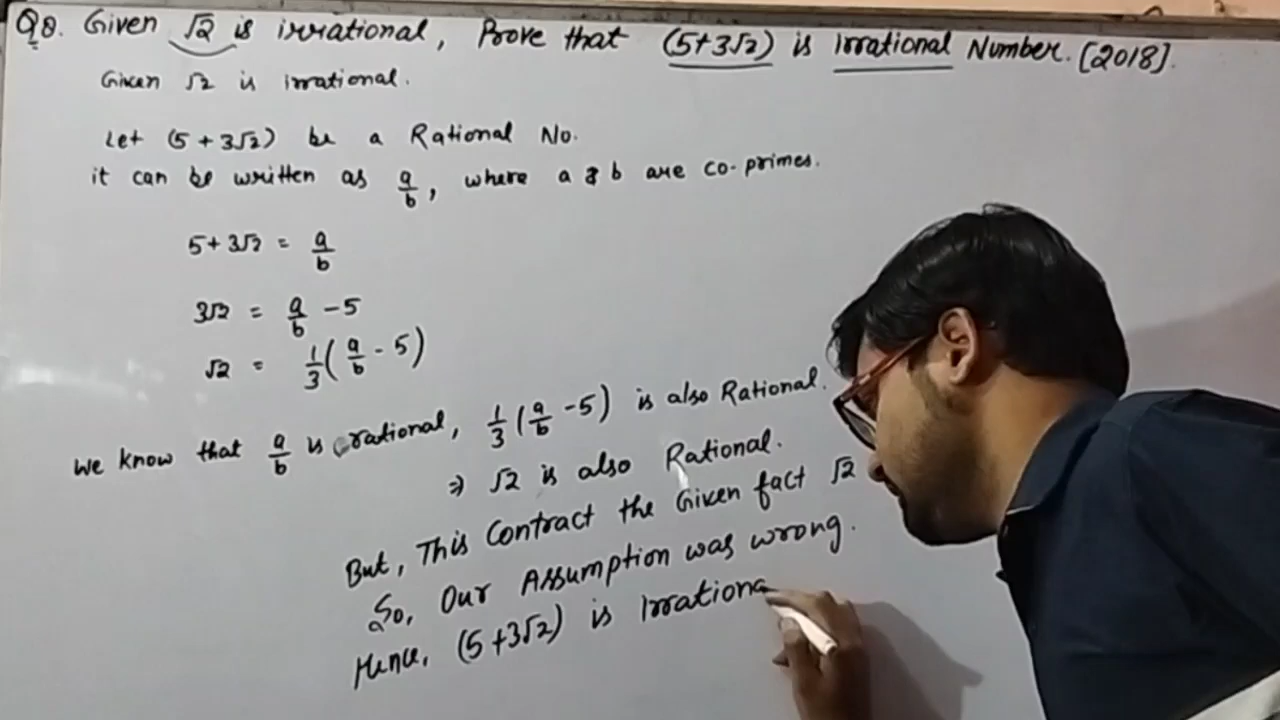 Q8. Given √2 is irrational, Prove that (5+3√2) is irrational Number. [2018].
Given √2 is irrational.
Let (5 + 3√2) be a Rational No.
it can be written as a/b, where a & b are co-primes.
5+3√2 = a/b
3√2 = a/b - 5
√2 = 1/3(a/b - 5)
we know that a/b is rational, 1/3(a/b - 5) is also Rational.
⇒ √2 is also Rational.
But, This Contract the Given fact √2
So, Our Assumption was wrong.
Hence, (5+3√2) is Irrationa